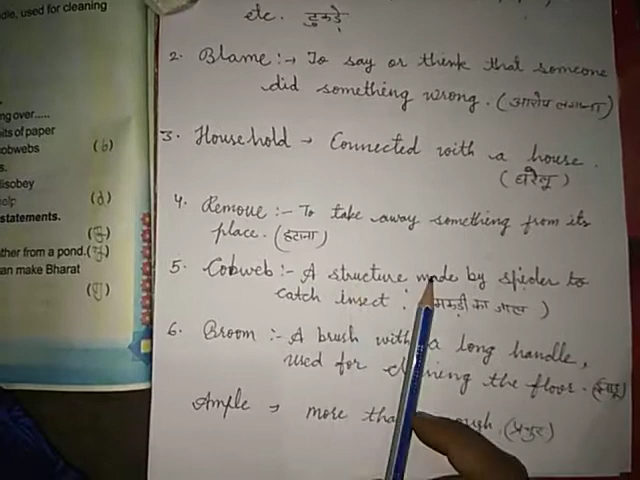 dle, used for cleaning
ng over.....
its of paper
obwebs (b)
s.
lisobey
elp (d)
statements.
ther from a pond.
an make Bharat
etc. टुकड़े
2. Blame :→ To say or think that someone
did something wrong. (आरोप लगाना)
3. Household → Connected with a house.
(घरेलू)
4. Remove :- To take away something from its
place. (हटाना)
5. Cobweb :- A structure made by spider to
catch insect. मकड़ी का जाल )
6. Broom :- A brush with a long handle,
used for cleaning the floor. (झाड़ू)
Ample → more than (प्रचुर)